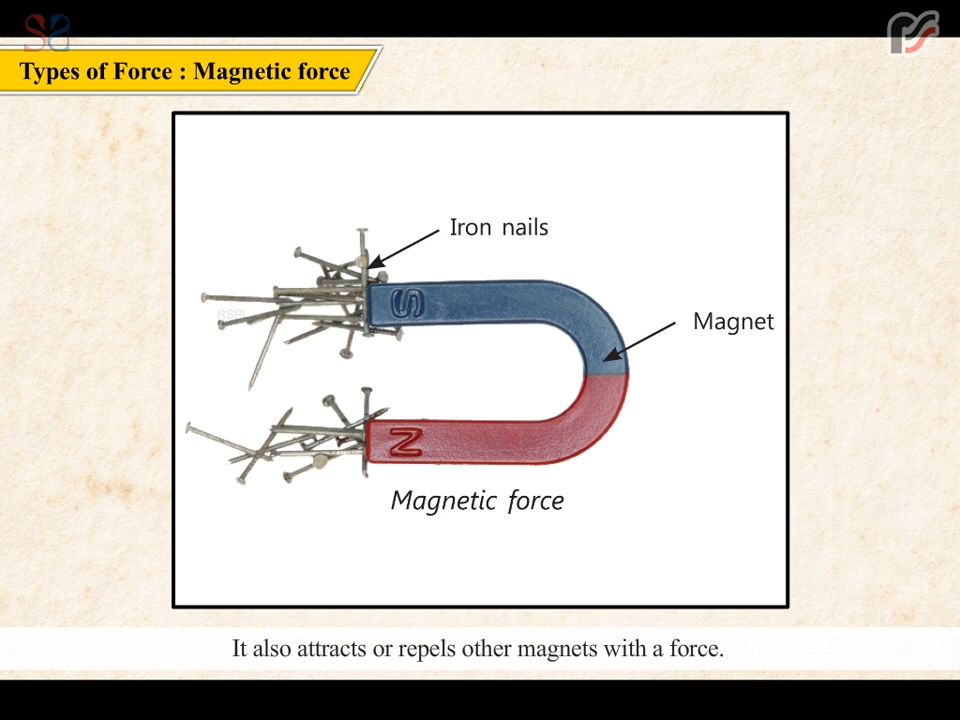 Types of Force : Magnetic force
Iron nails
RSPL
S
Magnet
N
Magnetic force
It also attracts or repels other magnets with a force.